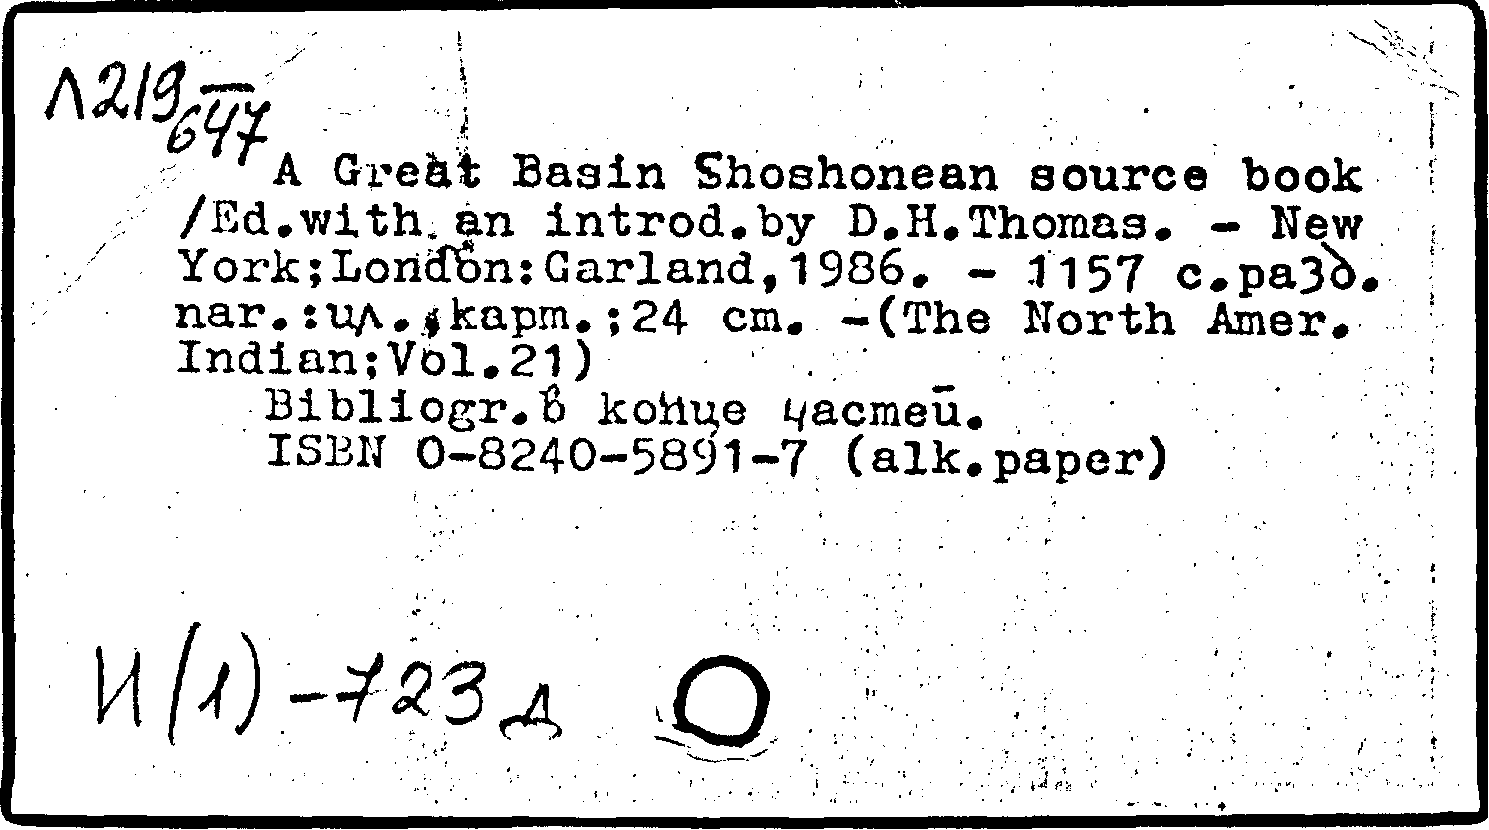 Л219
647
A Great Basin Shoshonean source book
/Ed.with an introd.by D.H.Thomas. - New
York;London:Garland,1986. - 1157 с.разд.
паг.:ил.,карт.;24 cm. -(The North Amer.
Indian;Vol.21)
Bibliogr.в конце частей.
ISBN 0-8240-5891-7 (alk.paper)
И(1)-723д